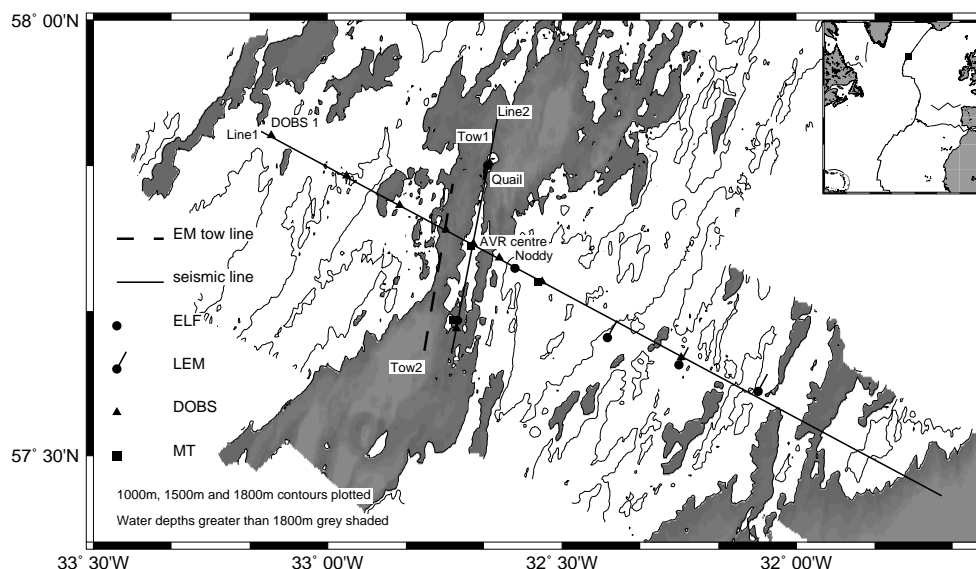 58° 00'N
57° 30'N
33° 30'W
33° 00'W
32° 30'W
32° 00'W
Line2
DOBS 1
Line1
Tow1
Quail
AVR centre
Noddy
Tow2
EM tow line
seismic line
ELF
LEM
DOBS
MT
1000m, 1500m and 1800m contours plotted
Water depths greater than 1800m grey shaded